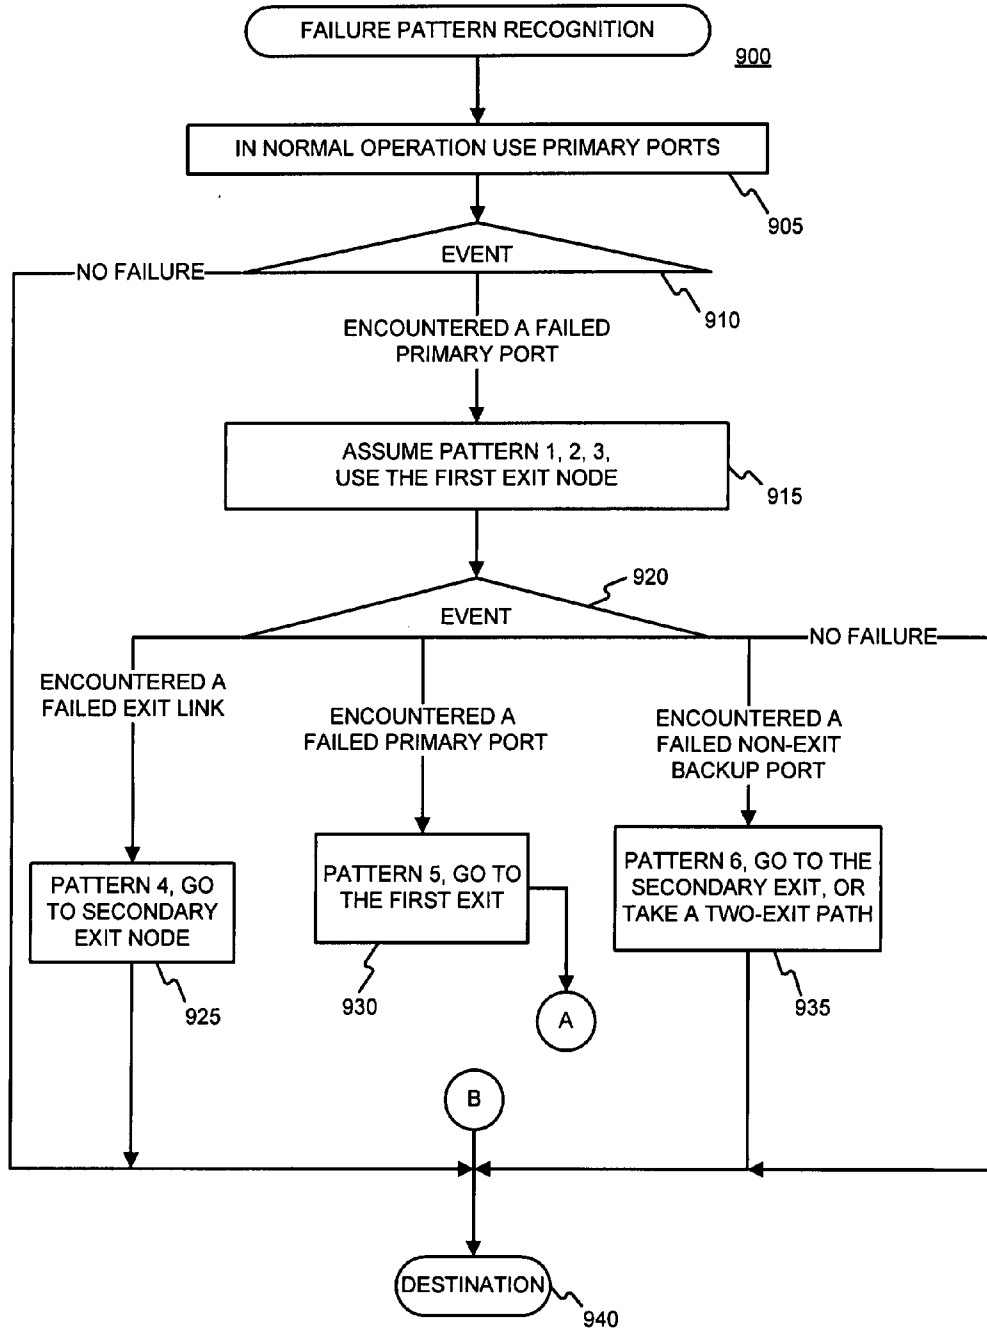 FAILURE PATTERN RECOGNITION
900
IN NORMAL OPERATION USE PRIMARY PORTS
905
EVENT
NO FAILURE
910
ENCOUNTERED A FAILED
PRIMARY PORT
ASSUME PATTERN 1, 2, 3,
USE THE FIRST EXIT NODE
915
920
EVENT
NO FAILURE
ENCOUNTERED A
FAILED EXIT LINK
ENCOUNTERED A
FAILED PRIMARY PORT
ENCOUNTERED A
FAILED NON-EXIT
BACKUP PORT
PATTERN 4, GO
TO SECONDARY
EXIT NODE
925
PATTERN 5, GO TO
THE FIRST EXIT
930
PATTERN 6, GO TO THE
SECONDARY EXIT, OR
TAKE A TWO-EXIT PATH
935
A
B
DESTINATION
940